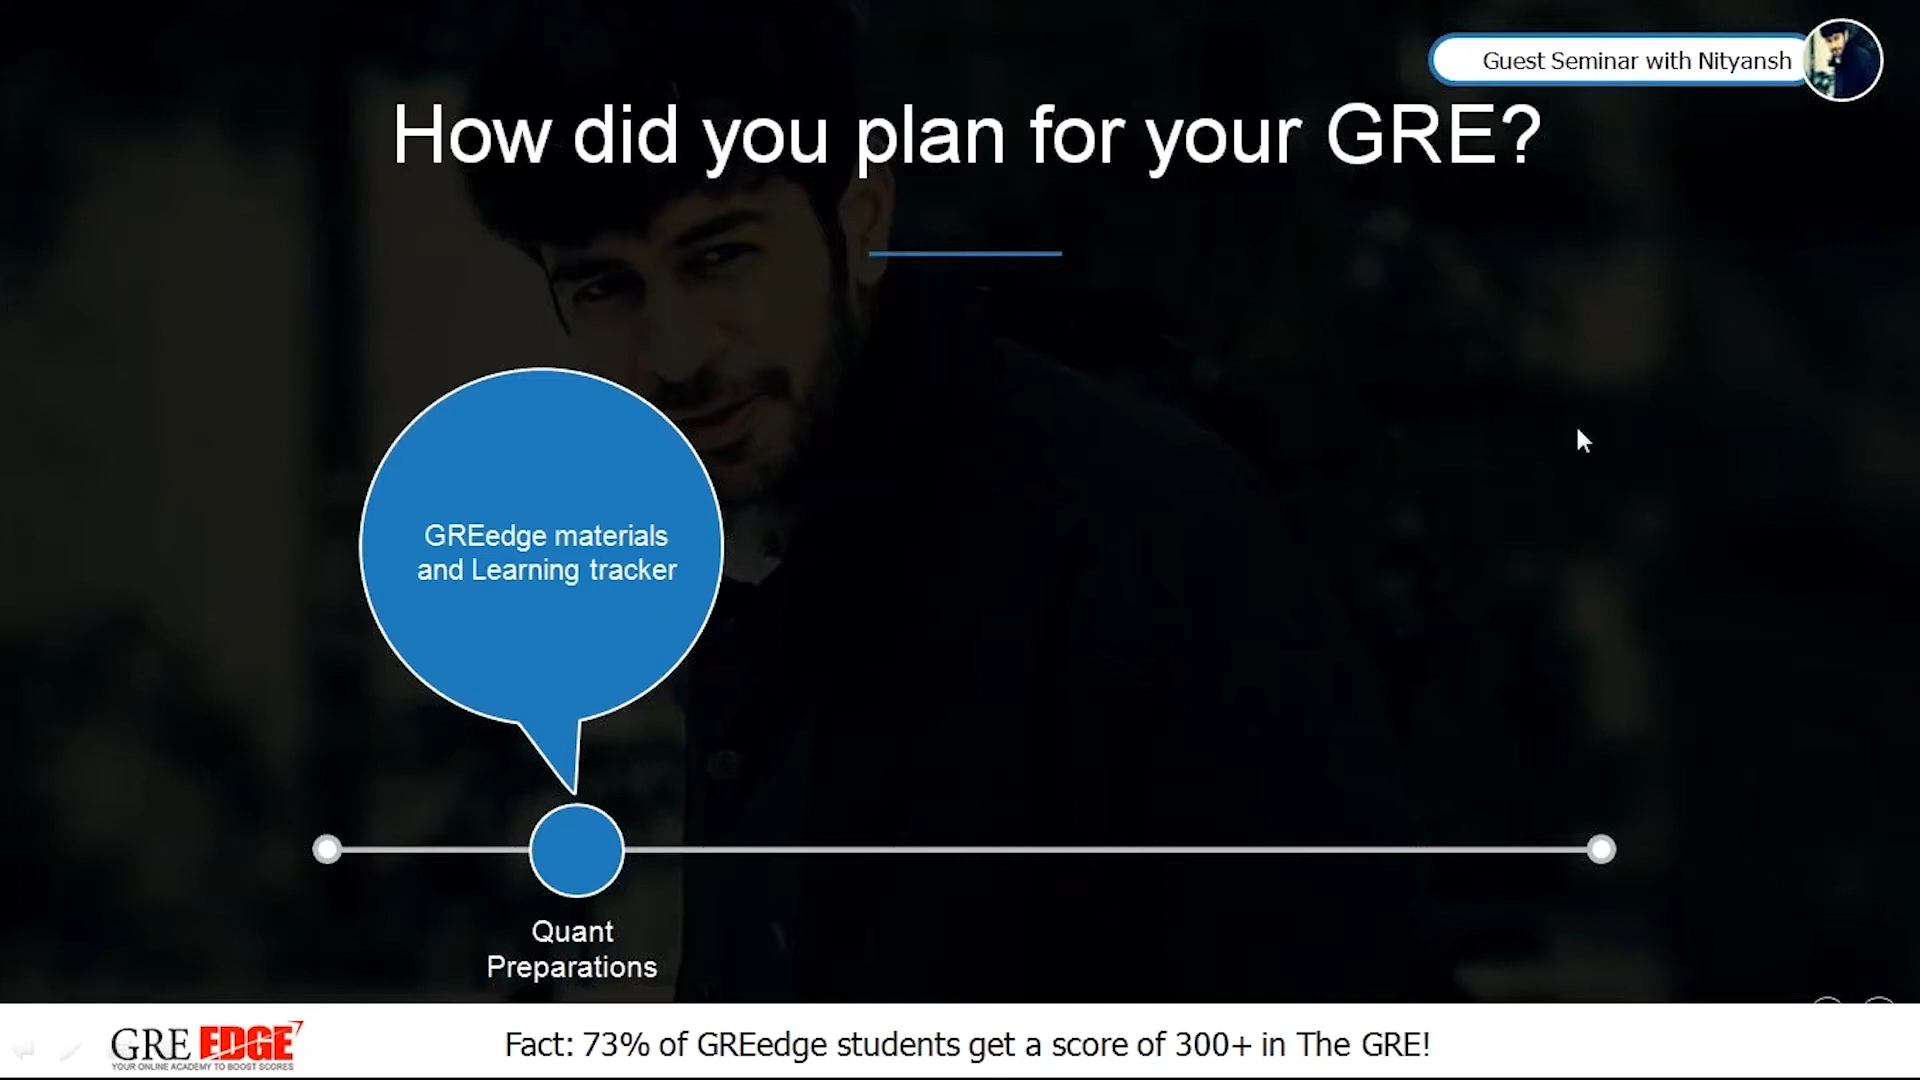 Guest Seminar with Nityansh
How did you plan for your GRE?
GREedge materials
and Learning tracker
Quant
Preparations
GRE EDGE
YOUR ONLINE ACADEMY TO BOOST SCORES
Fact: 73% of GREedge students get a score of 300+ in The GRE!